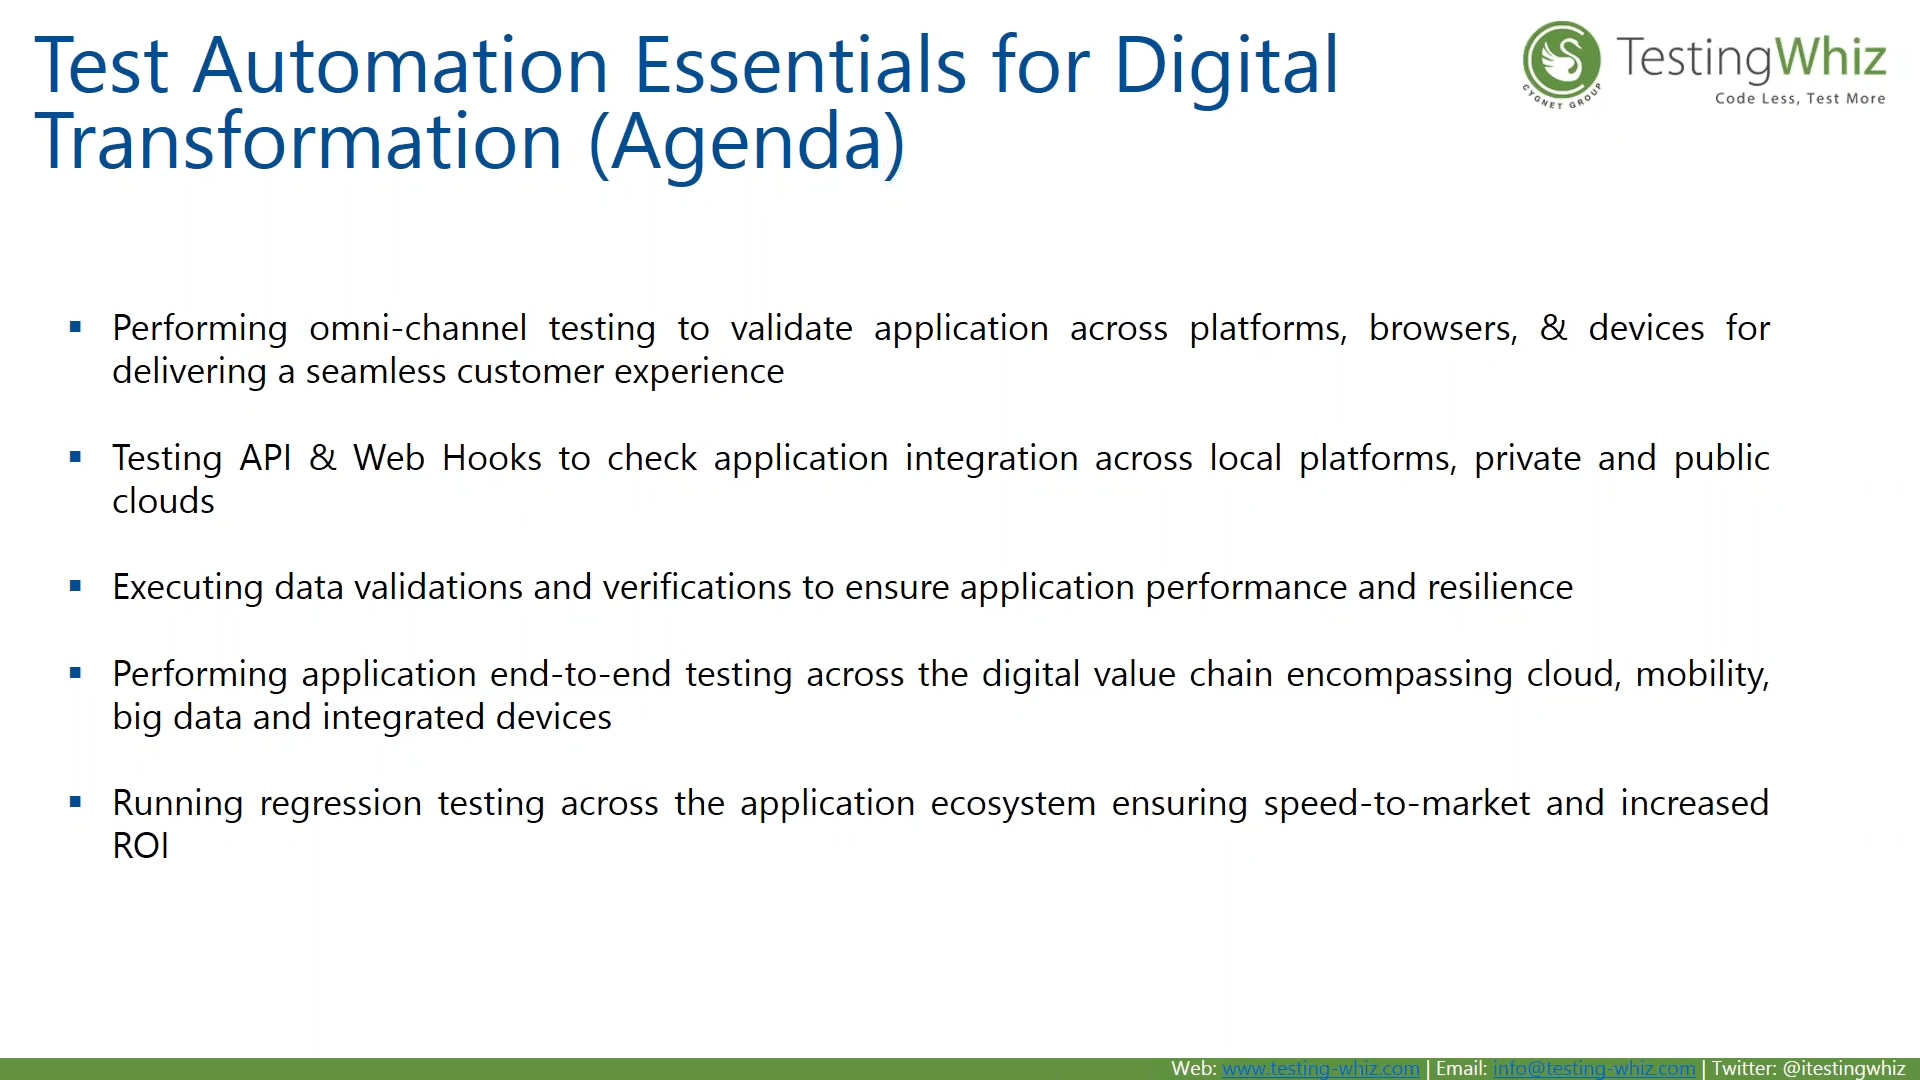 Test Automation Essentials for Digital
Transformation (Agenda)
CYGNET GROUP
TestingWhiz
Code Less, Test More
▪ Performing omni-channel testing to validate application across platforms, browsers, & devices for
delivering a seamless customer experience
▪ Testing API & Web Hooks to check application integration across local platforms, private and public
clouds
▪ Executing data validations and verifications to ensure application performance and resilience
▪ Performing application end-to-end testing across the digital value chain encompassing cloud, mobility,
big data and integrated devices
▪ Running regression testing across the application ecosystem ensuring speed-to-market and increased
ROI
Web: www.testing-whiz.com | Email: info@testing-whiz.com | Twitter: @itestingwhiz